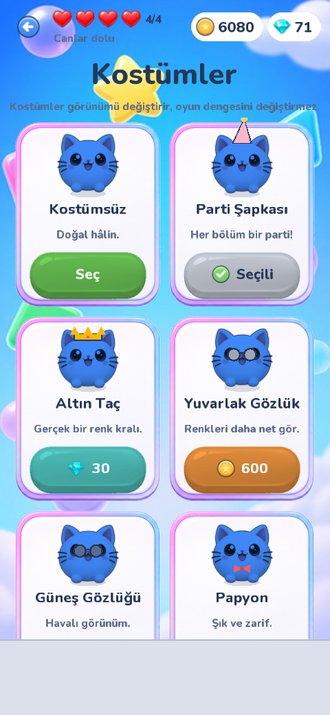 4/4
6080
71
Canlar dolu
Kostümler
Kostümler görünümü değiştirir, oyun dengesini değiştirmez.
Kostümsüz
Doğal hâlin.
Seç
Parti Şapkası
Her bölüm bir parti!
Seçili
Altın Taç
Gerçek bir renk kralı.
30
Yuvarlak Gözlük
Renkleri daha net gör.
600
Güneş Gözlüğü
Havalı görünüm.
Papyon
Şık ve zarif.